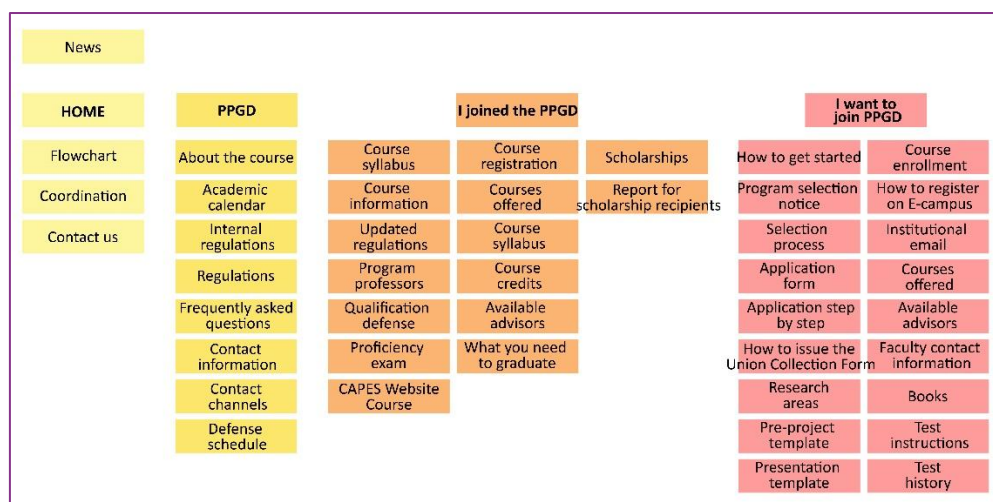 News
HOME
Flowchart
Coordination
Contact us
PPGD
About the course
Academic
calendar
Internal
regulations
Regulations
Frequently asked
questions
Contact
information
Contact
channels
Defense
schedule
I joined the PPGD
Course
syllabus
Course
information
Updated
regulations
Program
professors
Qualification
defense
Proficiency
exam
CAPES Website
Course
Course
registration
Courses
offered
Course
syllabus
Course
credits
Available
advisors
What you need
to graduate
Scholarships
Report for
scholarship recipients
I want to
join PPGD
How to get started
Program selection
notice
Selection
process
Application
form
Application step
by step
How to issue the
Union Collection Form
Research
areas
Pre-project
template
Presentation
template
Course
enrollment
How to register
on E-campus
Institutional
email
Courses
offered
Available
advisors
Faculty contact
information
Books
Test
instructions
Test
history